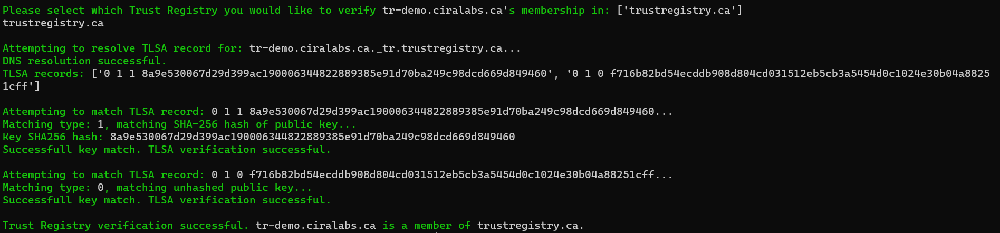 Please select which Trust Registry you would like to verify tr-demo.ciralabs.ca's membership in: ['trustregistry.ca']
trustregistry.ca
Attempting to resolve TLSA record for: tr-demo.ciralabs.ca._tr.trustregistry.ca...
DNS resolution successful.
TLSA records: ['0 1 1 8a9e530067d29d399ac190006344822889385e91d70ba249c98dcd669d849460', '0 1 0 f716b82bd54ecddb908d804cd031512eb5cb3a5454d0c1024e30b04a8825
1cff']
Attempting to match TLSA record: 0 1 1 8a9e530067d29d399ac190006344822889385e91d70ba249c98dcd669d849460...
Matching type: 1, matching SHA-256 hash of public key...
Key SHA256 hash: 8a9e530067d29d399ac190006344822889385e91d70ba249c98dcd669d849460
Successfull key match. TLSA verification successful.
Attempting to match TLSA record: 0 1 0 f716b82bd54ecddb908d804cd031512eb5cb3a5454d0c1024e30b04a88251cff...
Matching type: 0, matching unhashed public key...
Successfull key match. TLSA verification successful.
Trust Registry verification successful. tr-demo.ciralabs.ca is a member of trustregistry.ca.